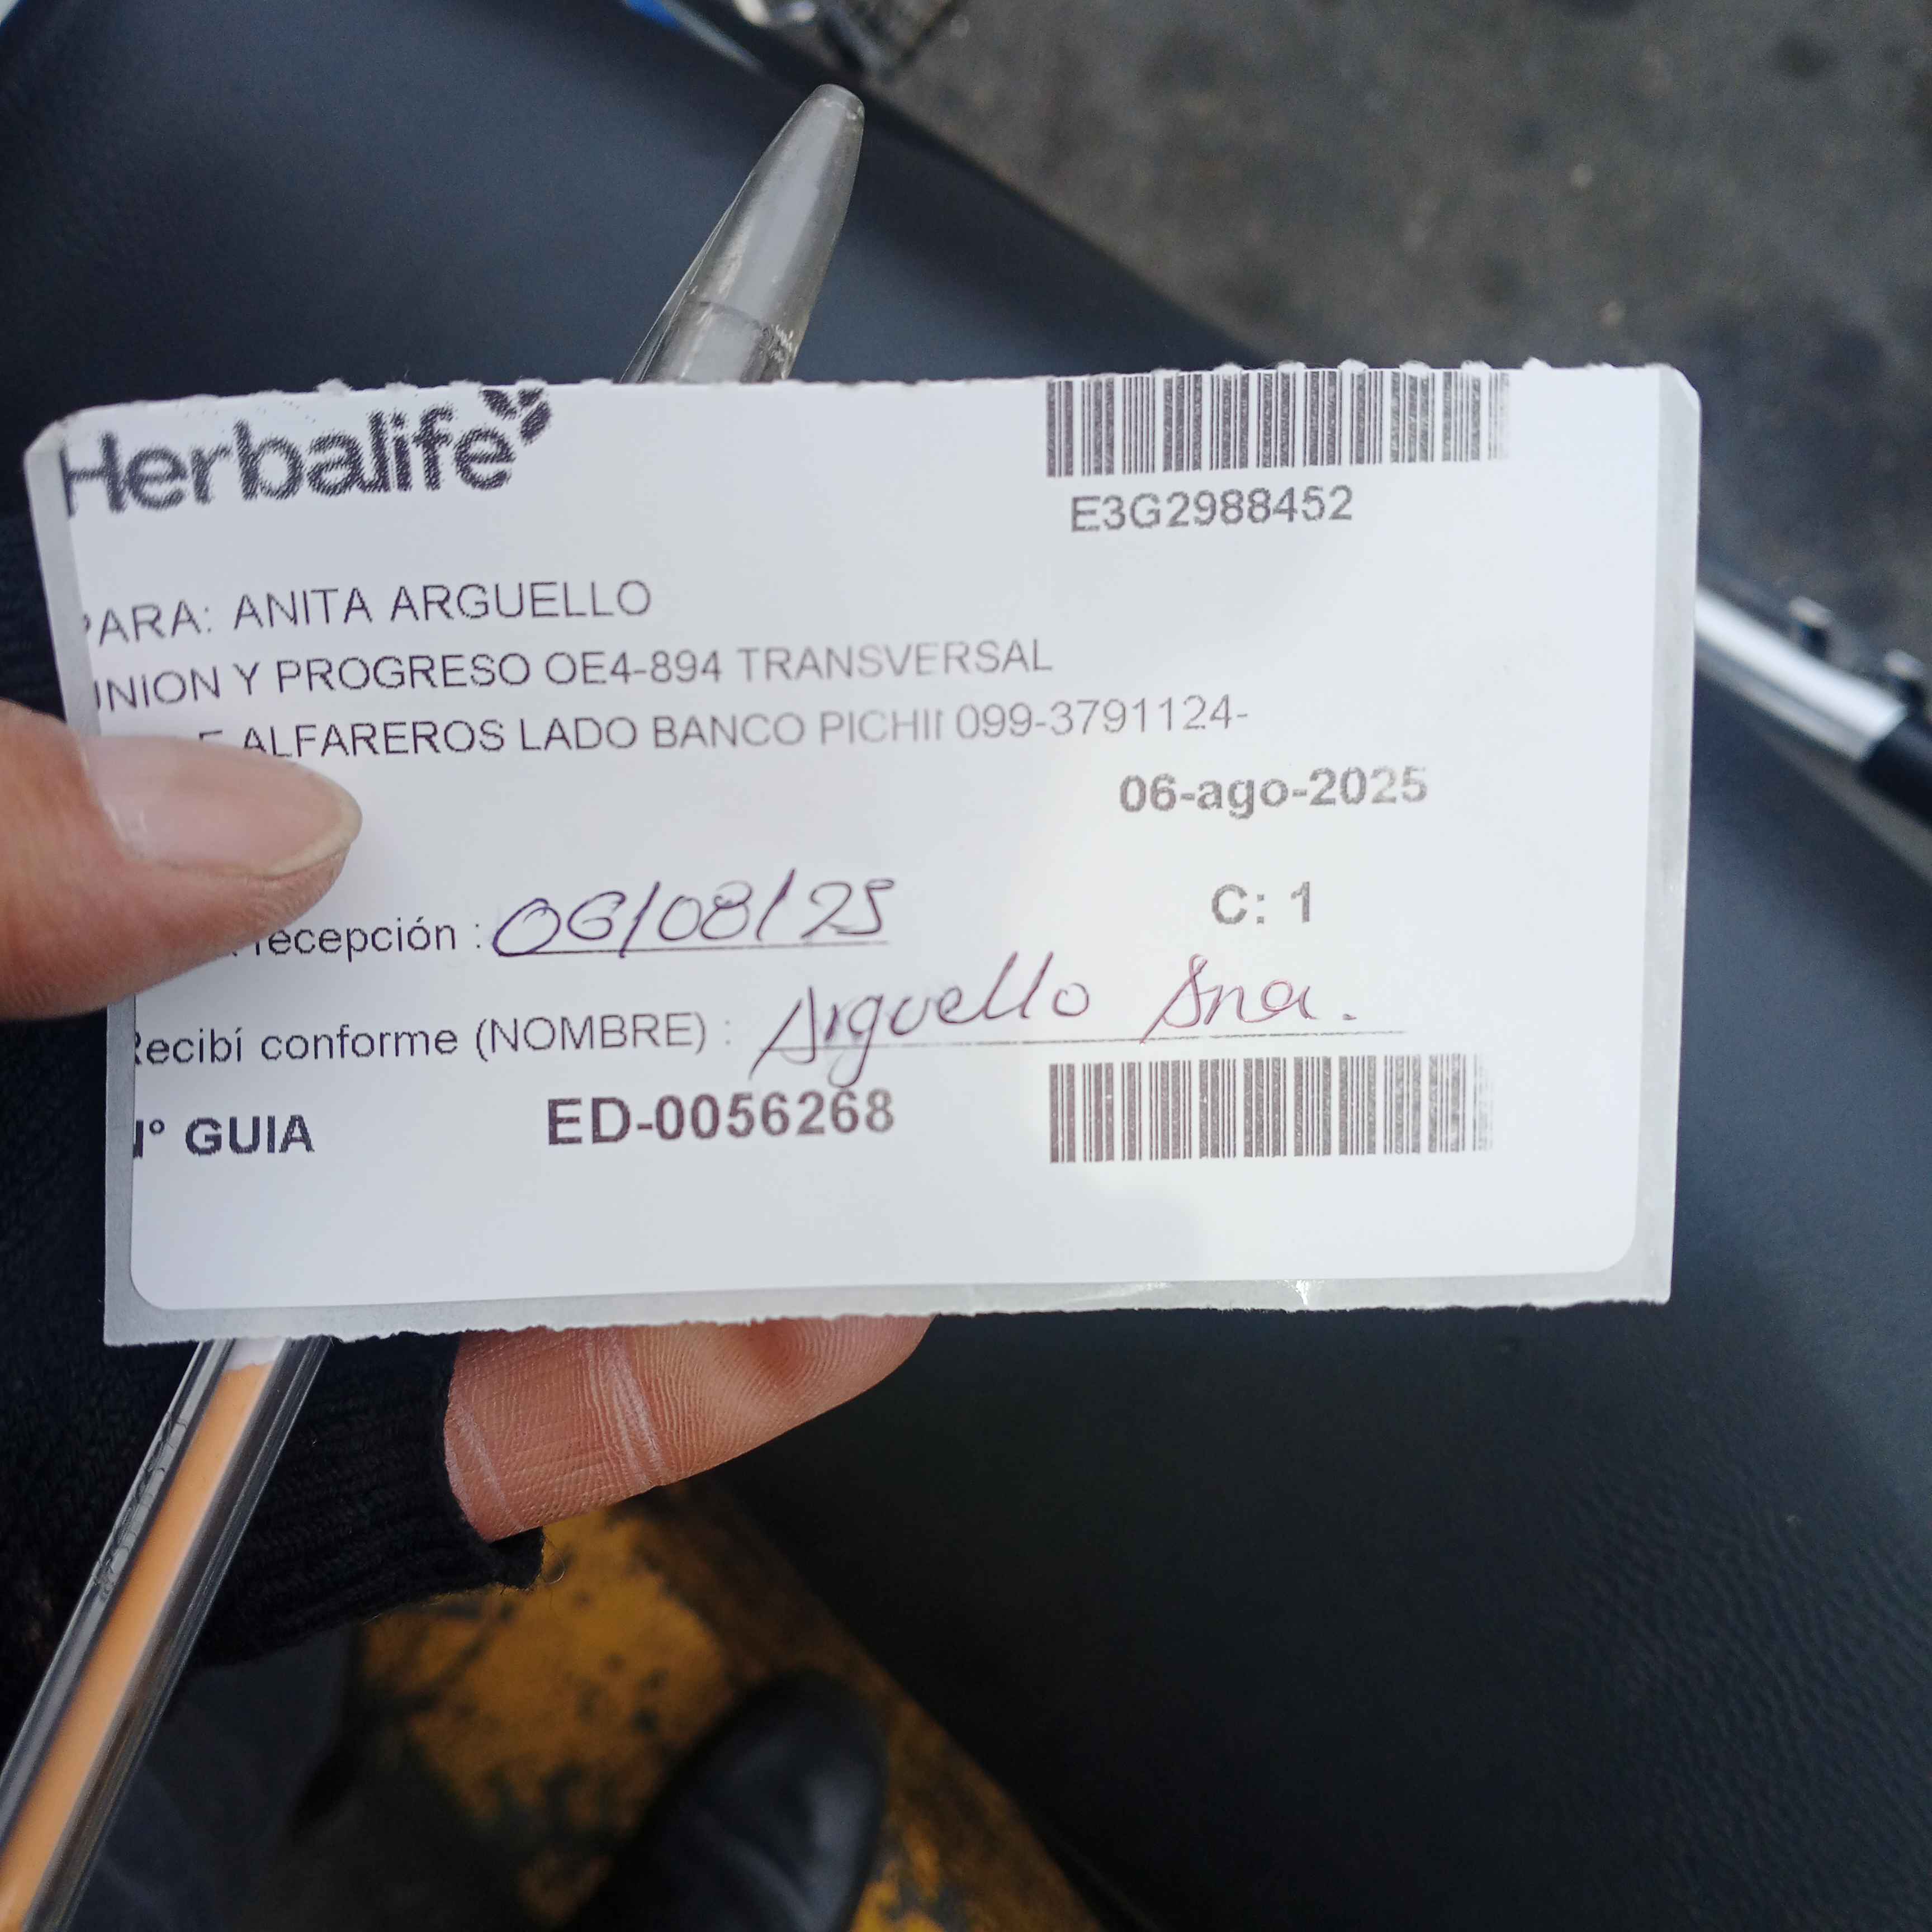 Herbalife
E3G2988452
PARA: ANITA ARGUELLO
UNION Y PROGRESO OE4-894 TRANSVERSAL
ALFAREROS LADO BANCO PICHII 099-3791124-
06-ago-2025
recepción : 06/08/25
C: 1
Recibí conforme (NOMBRE) : Arguello Ana.
N° GUIA ED-0056268